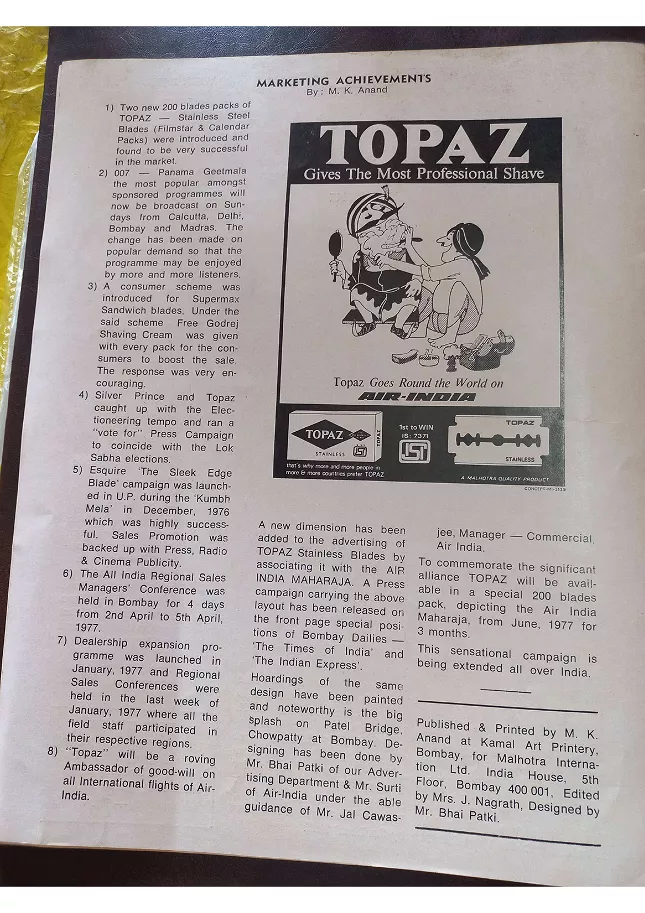 MARKETING ACHIEVEMENTS
By: M. K. Anand
1) Two new 200 blades packs of
TOPAZ — Stainless Steel
Blades (Filmstar & Calendar
Packs) were introduced and
found to be very successful
in the market.
2) 007 — Panama Geetmala
the most popular amongst
sponsored programmes will
now be broadcast on Sun-
days from Calcutta, Delhi,
Bombay and Madras. The
change has been made on
popular demand so that the
programme may be enjoyed
by more and more listeners.
3) A consumer scheme was
introduced for Supermax
Sandwich blades. Under the
said scheme Free Godrej
Shaving Cream was given
with every pack for the con-
sumers to boost the sale.
The response was very en-
couraging.
4) Silver Prince and Topaz
caught up with the Elec-
tioneering tempo and ran a
"vote for" Press Campaign
to coincide with the Lok
Sabha elections.
5) Esquire 'The Sleek Edge
Blade' campaign was launch-
ed in U.P. during the 'Kumbh
Mela' in December, 1976
which was highly success-
ful. Sales Promotion was
backed up with Press, Radio
& Cinema Publicity.
6) The All India Regional Sales
Managers' Conference was
held in Bombay for 4 days
from 2nd April to 5th April,
1977.
7) Dealership expansion pro-
gramme was launched in
January, 1977 and Regional
Sales Conferences were
held in the last week of
January, 1977 where all the
field staff participated in
their respective regions.
8) "Topaz" will be a roving
Ambassador of good-will on
all International flights of Air-
India.
TOPAZ
Gives The Most Professional Shave
Topaz Goes Round the World on
AIR-INDIA
TOPAZ
STAINLESS
TOPAZ
that's why more and more people in
more & more countries prefer TOPAZ
1st to WIN
IS: 7371
TOPAZ
STAINLESS
A MALHOTRA QUALITY PRODUCT
A new dimension has been
added to the advertising of
TOPAZ Stainless Blades by
associating it with the AIR
INDIA MAHARAJA. A Press
campaign carrying the above
layout has been released on
the front page special posi-
tions of Bombay Dailies —
'The Times of India' and
'The Indian Express'.
Hoardings of the same
design have been painted
and noteworthy is the big
splash on Patel Bridge,
Chowpatty at Bombay. De-
signing has been done by
Mr. Bhai Patki of our Adver-
tising Department & Mr. Surti
of Air-India under the able
guidance of Mr. Jal Cawas-
jee, Manager — Commercial,
Air India.
To commemorate the significant
alliance TOPAZ will be avail-
able in a special 200 blades
pack, depicting the Air India
Maharaja, from June, 1977 for
3 months.
This sensational campaign is
being extended all over India.
Published & Printed by M. K.
Anand at Kamal Art Printery,
Bombay, for Malhotra Interna-
tion Ltd. India House, 5th
Floor, Bombay 400 001. Edited
by Mrs. J. Nagrath, Designed by
Mr. Bhai Patki.